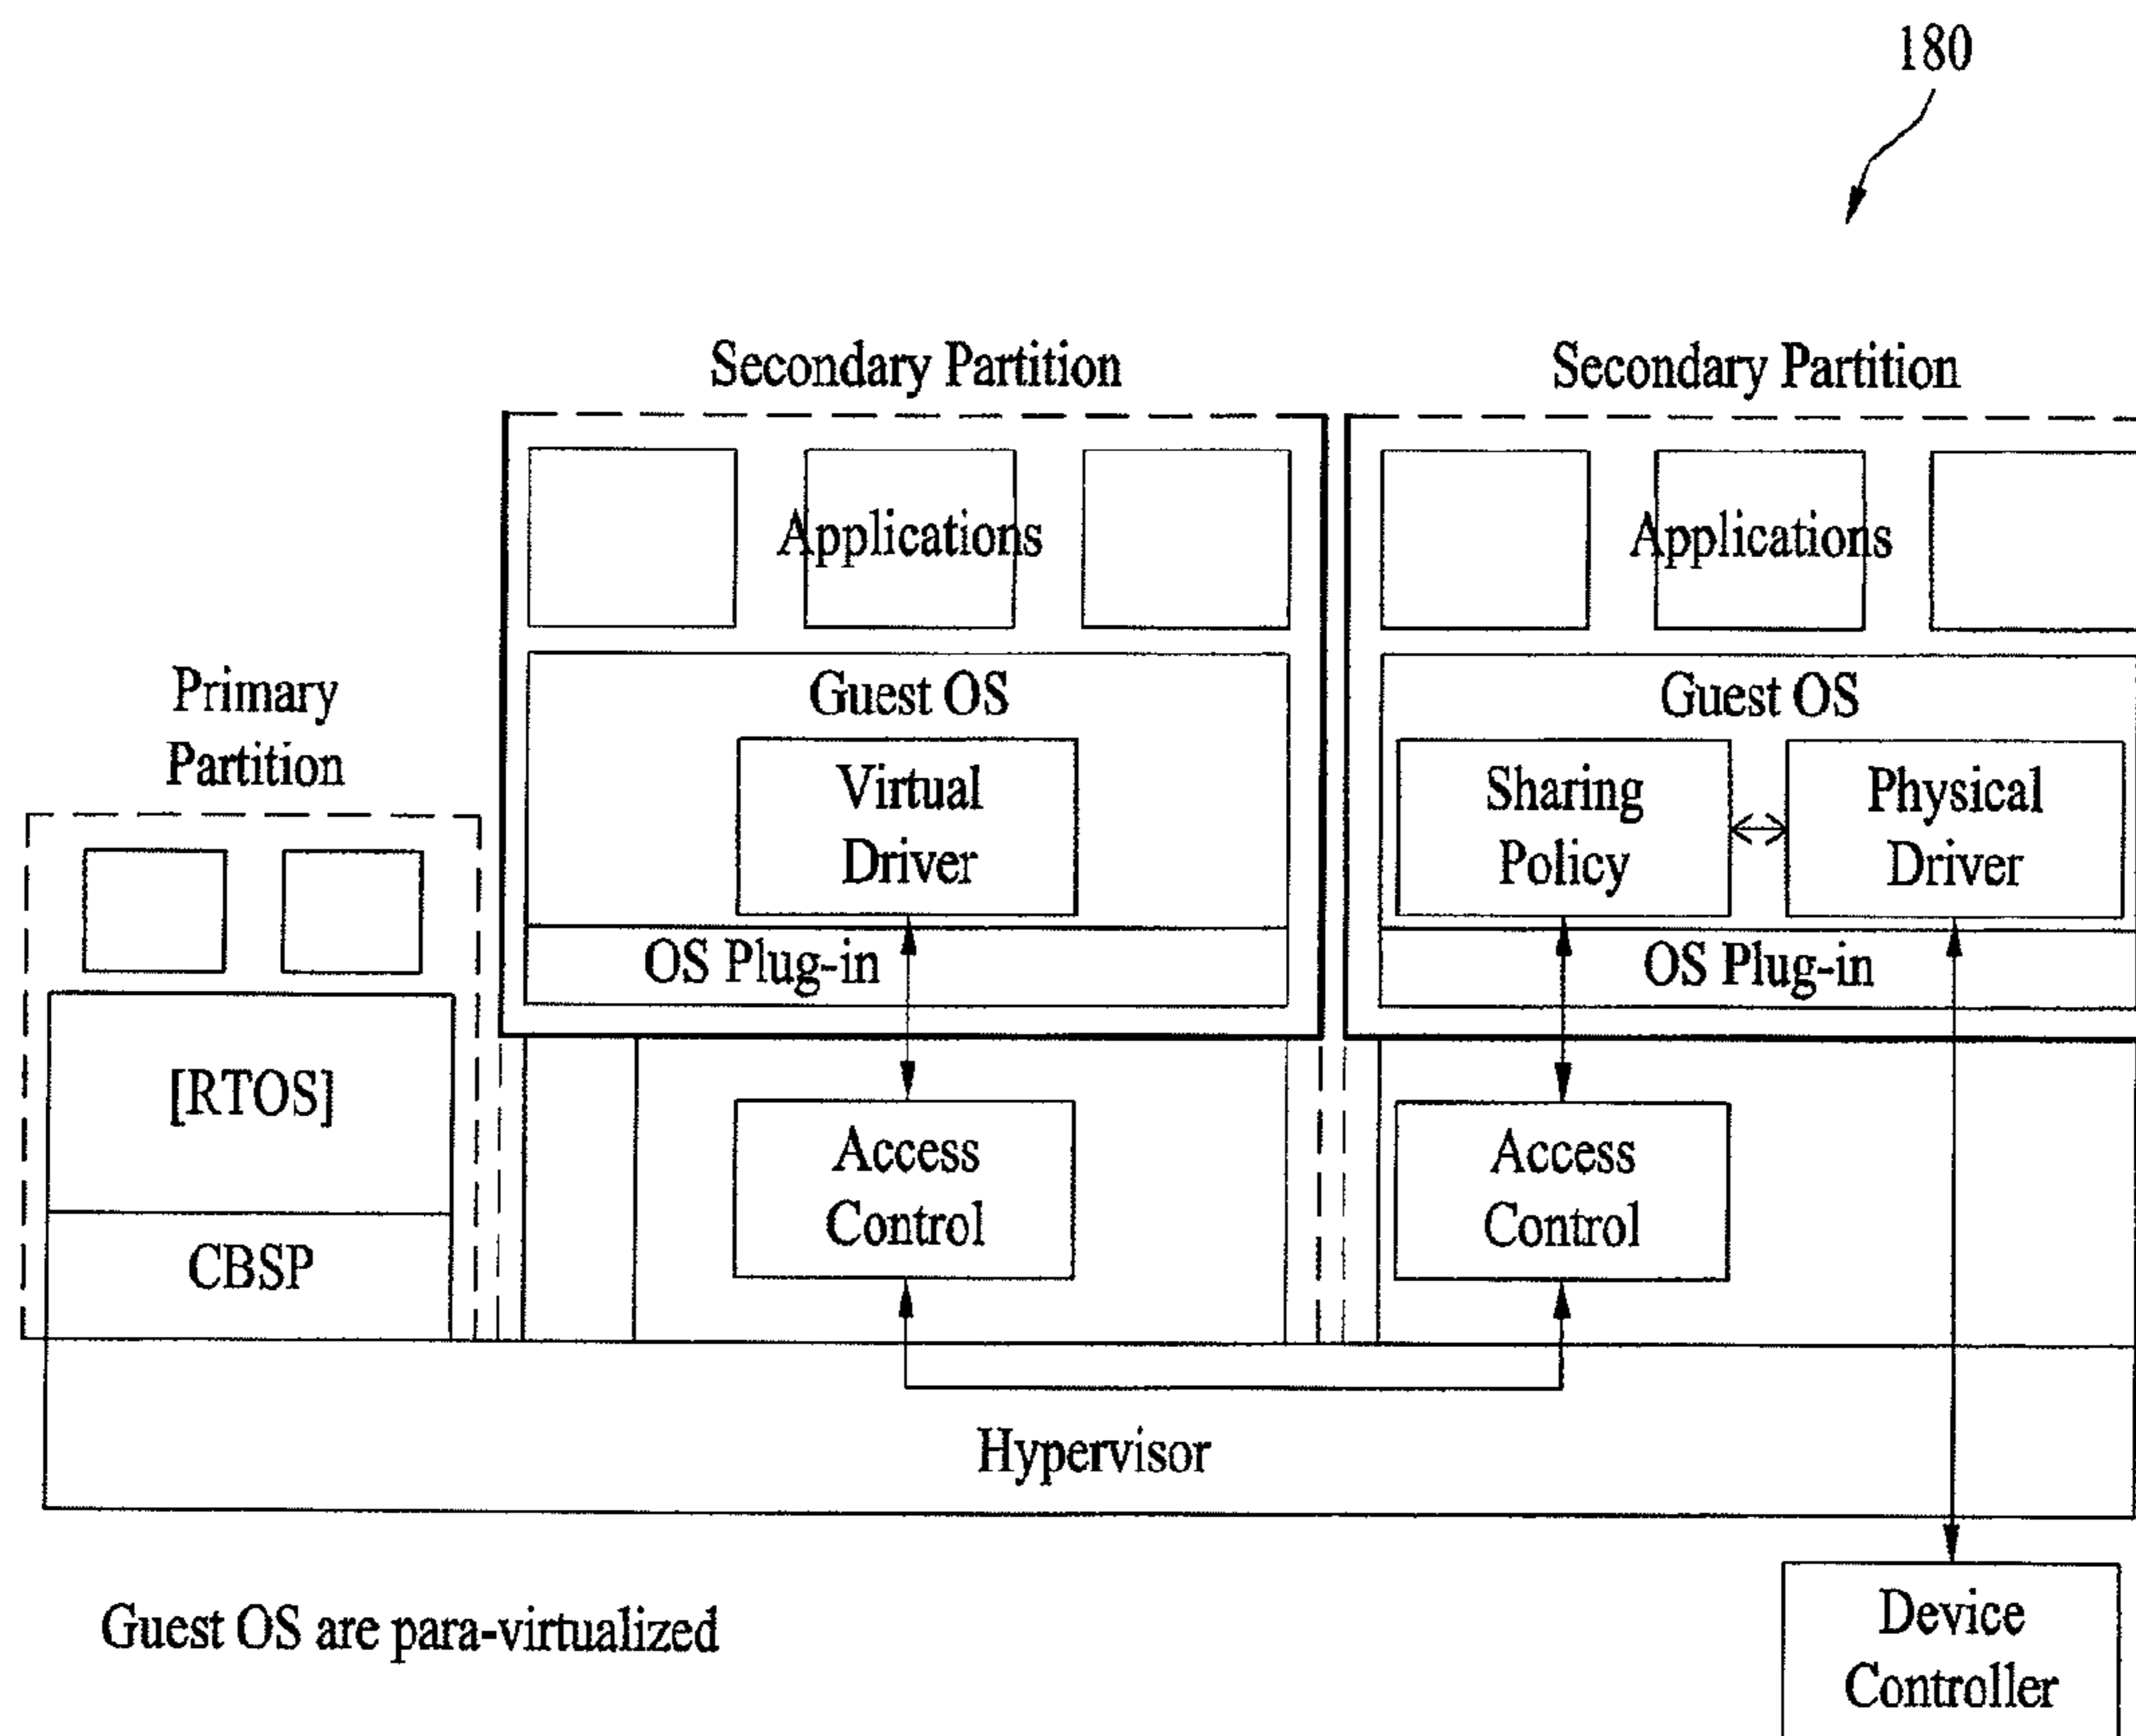 180
Secondary Partition
Secondary Partition
Applications
Applications
Primary
Partition
Guest OS
Guest OS
Virtual
Driver
Sharing
Policy
Physical
Driver
OS Plug-in
OS Plug-in
[RTOS]
CBSP
Access
Control
Access
Control
Hypervisor
Guest OS are para-virtualized
Device
Controller